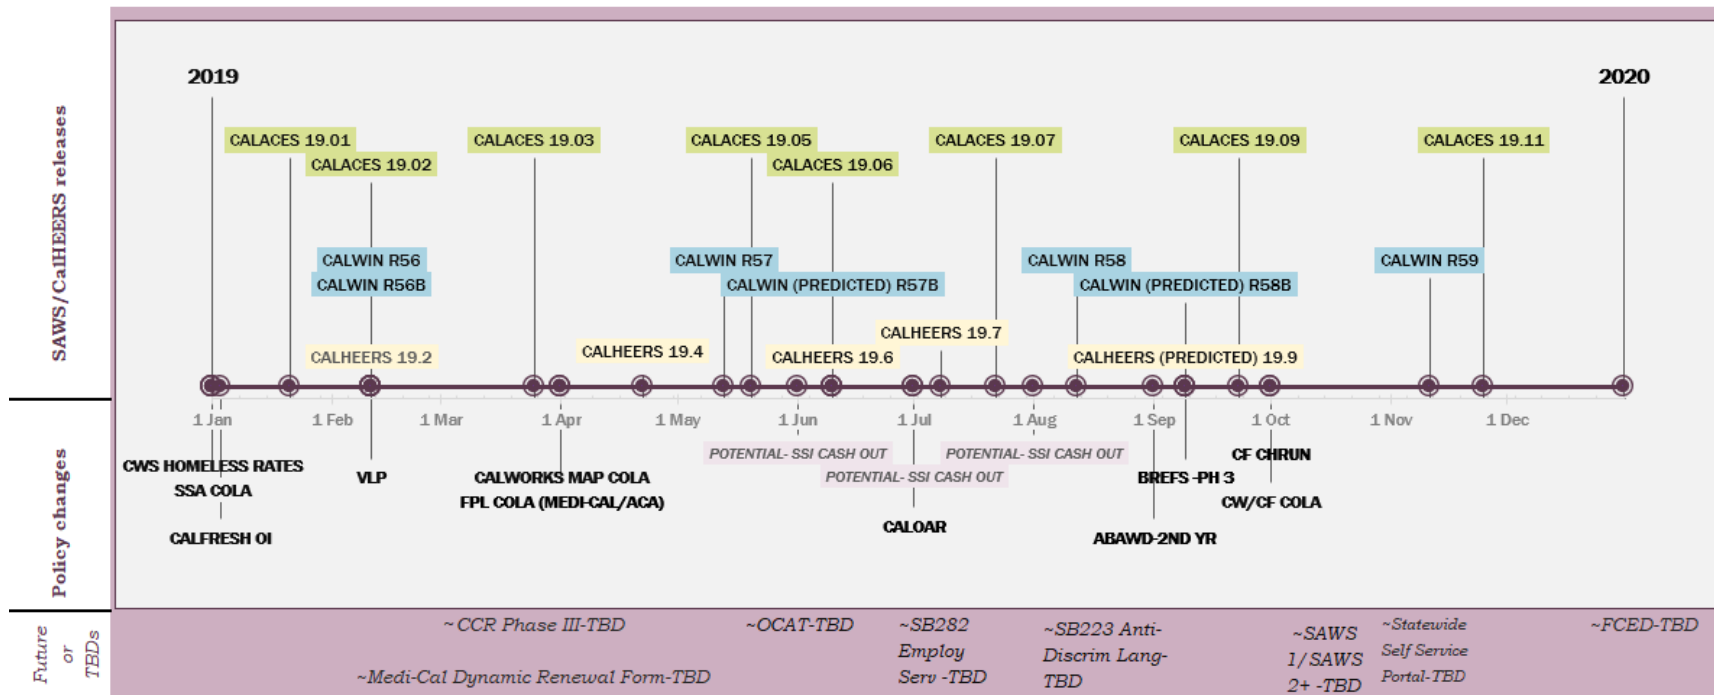 SAWS/CalHEERS releases
2019
2020
CALACES 19.01
CALACES 19.02
CALACES 19.03
CALACES 19.05
CALACES 19.06
CALACES 19.07
CALACES 19.09
CALACES 19.11
CALWIN R56
CALWIN R56B
CALWIN R57
CALWIN (PREDICTED) R57B
CALWIN R58
CALWIN (PREDICTED) R58B
CALWIN R59
CALHEERS 19.2
CALHEERS 19.4
CALHEERS 19.6
CALHEERS 19.7
CALHEERS (PREDICTED) 19.9
1 Jan
1 Feb
1 Mar
1 Apr
1 May
1 Jun
1 Jul
1 Aug
1 Sep
1 Oct
1 Nov
1 Dec
Policy changes
CWS HOMELESS RATES
SSA COLA
CALFRESH OI
VLP
CALWORKS MAP COLA
FPL COLA (MEDI-CAL/ACA)
POTENTIAL- SSI CASH OUT
POTENTIAL- SSI CASH OUT
POTENTIAL- SSI CASH OUT
CALOAR
BREFS -PH 3
ABAWD-2ND YR
CF CHRUN
CW/CF COLA
Future
or
TBDs
~CCR Phase III-TBD
~Medi-Cal Dynamic Renewal Form-TBD
~OCAT-TBD
~SB282
Employ
Serv -TBD
~SB223 Anti-
Discrim Lang-
TBD
~SAWS
1/SAWS
2+ -TBD
~Statewide
Self Service
Portal-TBD
~FCED-TBD